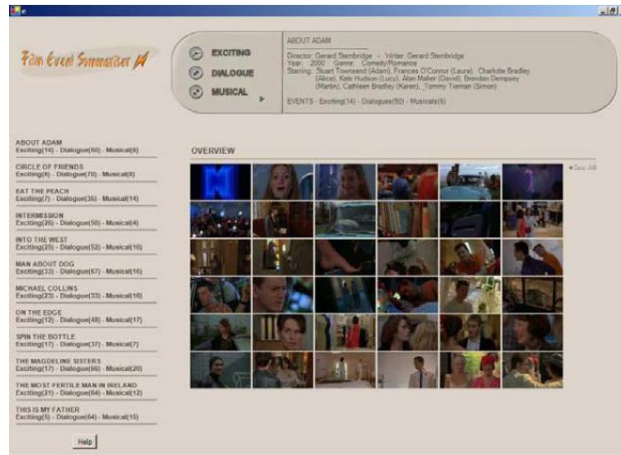 Film Event Summariser
EXCITING
DIALOGUE
MUSICAL
ABOUT ADAM
Director: Gerard Stembridge - Writer: Gerard Stembridge
Year: 2000 Genre: Comedy/Romance
Starring: Stuart Townsend (Adam), Frances O'Connor (Laura), Charlotte Bradley
(Alice), Kate Hudson (Lucy), Alan Maher (David), Brendan Dempsey
(Martin), Cathleen Bradley (Karen), Tommy Tiernan (Simon)
EVENTS - Exciting(14) - Dialogues(50) - Musicals(6)
OVERVIEW
See All
ABOUT ADAM
Exciting(14) - Dialogue(50) - Musical(6)
CIRCLE OF FRIENDS
Exciting(6) - Dialogue(70) - Musical(8)
EAT THE PEACH
Exciting(7) - Dialogue(35) - Musical(14)
INTERMISSION
Exciting(26) - Dialogue(50) - Musical(4)
INTO THE WEST
Exciting(25) - Dialogue(52) - Musical(10)
MAN ABOUT DOG
Exciting(33) - Dialogue(67) - Musical(16)
MICHAEL COLLINS
Exciting(23) - Dialogue(33) - Musical(16)
ON THE EDGE
Exciting(12) - Dialogue(48) - Musical(17)
SPIN THE BOTTLE
Exciting(17) - Dialogue(37) - Musical(7)
THE MAGDELINE SISTERS
Exciting(17) - Dialogue(66) - Musical(20)
THE MOST FERTILE MAN IN IRELAND
Exciting(21) - Dialogue(64) - Musical(12)
THIS IS MY FATHER
Exciting(5) - Dialogue(64) - Musical(15)
Help